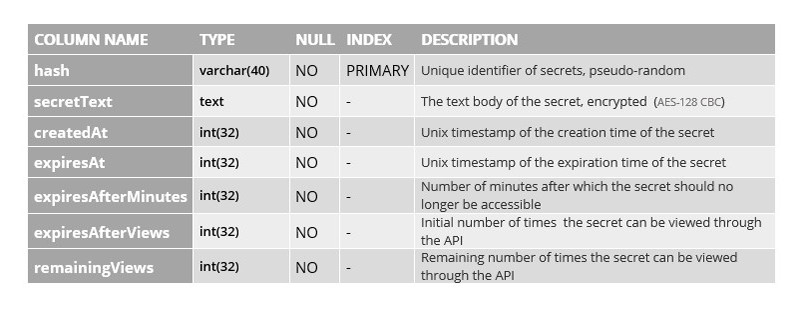 COLUMN NAME TYPE NULL INDEX DESCRIPTION
hash varchar(40) NO PRIMARY Unique identifier of secrets, pseudo-random
secretText text NO - The text body of the secret, encrypted (AES-128 CBC)
createdAt int(32) NO - Unix timestamp of the creation time of the secret
expiresAt int(32) NO - Unix timestamp of the expiration time of the secret
expiresAfterMinutes int(32) NO - Number of minutes after which the secret should no
longer be accessible
expiresAfterViews int(32) NO - Initial number of times the secret can be viewed through
the API
remainingViews int(32) NO - Remaining number of times the secret can be viewed
through the API